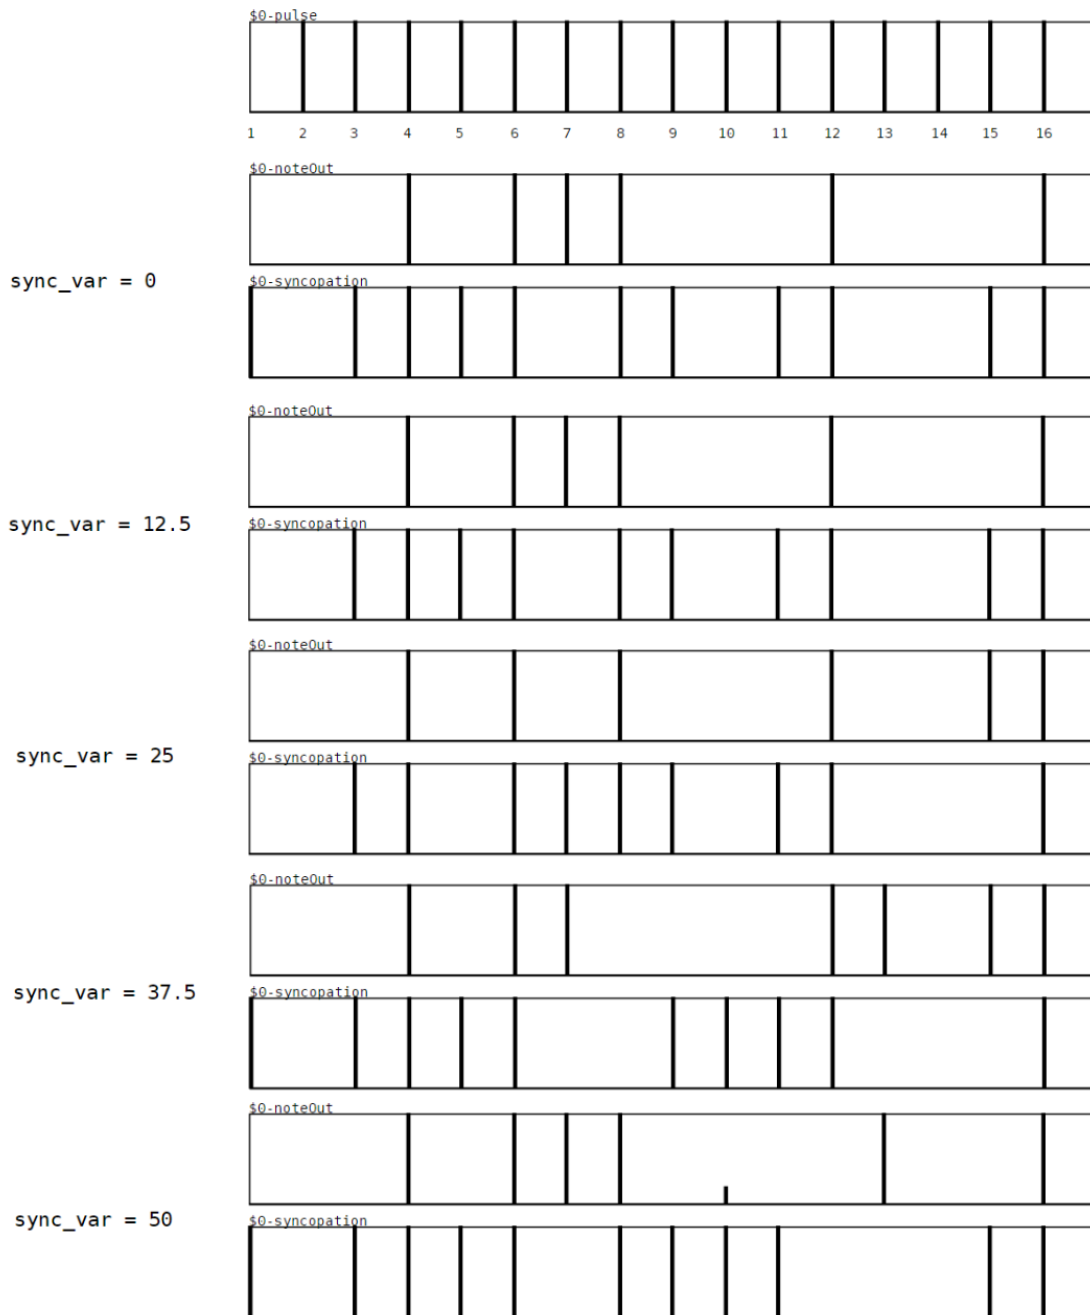 $0-pulse
1 2 3 4 5 6 7 8 9 10 11 12 13 14 15 16
$0-noteOut
sync_var = 0
$0-syncopation
$0-noteOut
sync_var = 12.5
$0-syncopation
$0-noteOut
sync_var = 25
$0-syncopation
$0-noteOut
sync_var = 37.5
$0-syncopation
$0-noteOut
sync_var = 50
$0-syncopation